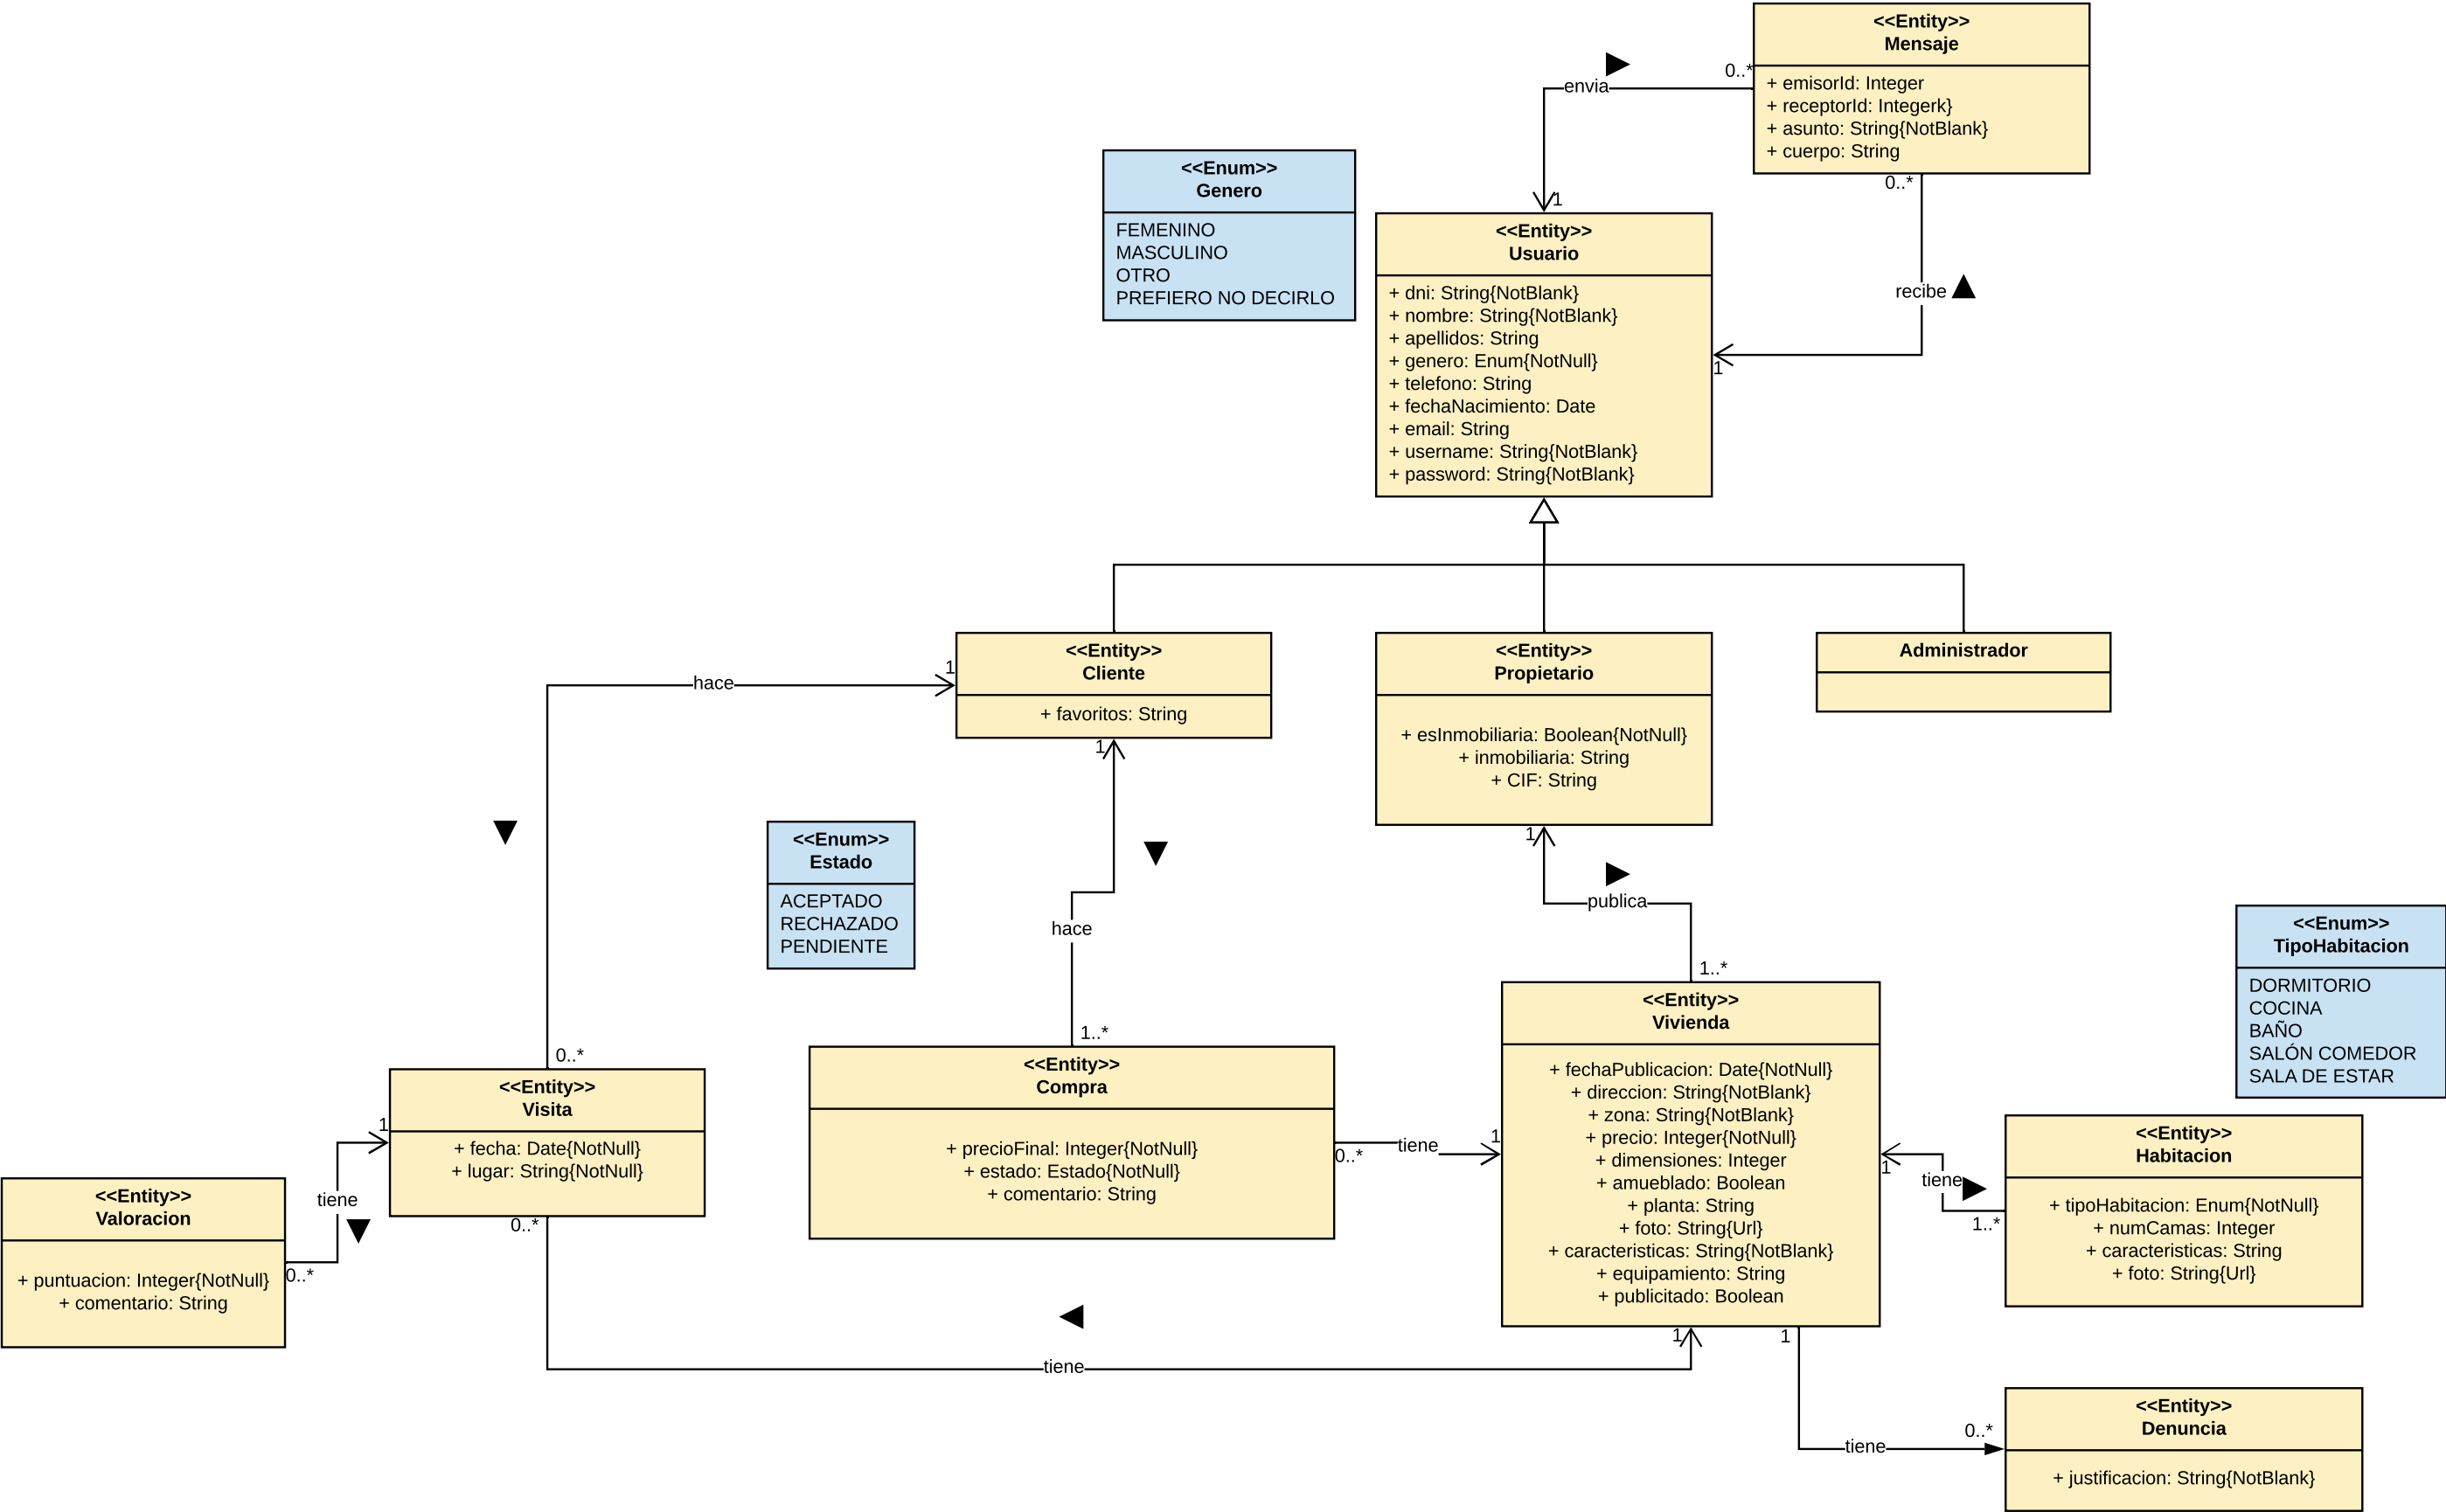 <<Entity>>
Mensaje
+ emisorId: Integer
+ receptorId: Integerk}
+ asunto: String{NotBlank}
+ cuerpo: String
0..*
envia
1
0..*
recibe
1
<<Enum>>
Genero
FEMENINO
MASCULINO
OTRO
PREFIERO NO DECIRLO
<<Entity>>
Usuario
+ dni: String{NotBlank}
+ nombre: String{NotBlank}
+ apellidos: String
+ genero: Enum{NotNull}
+ telefono: String
+ fechaNacimiento: Date
+ email: String
+ username: String{NotBlank}
+ password: String{NotBlank}
<<Entity>>
Cliente
+ favoritos: String
<<Entity>>
Propietario
+ esInmobiliaria: Boolean{NotNull}
+ inmobiliaria: String
+ CIF: String
Administrador
1
hace
0..*
1
hace
1..*
1
publica
1..*
<<Enum>>
Estado
ACEPTADO
RECHAZADO
PENDIENTE
<<Enum>>
TipoHabitacion
DORMITORIO
COCINA
BAÑO
SALÓN COMEDOR
SALA DE ESTAR
<<Entity>>
Valoracion
+ puntuacion: Integer{NotNull}
+ comentario: String
0..*
tiene
1
<<Entity>>
Visita
+ fecha: Date{NotNull}
+ lugar: String{NotNull}
0..*
tiene
1
<<Entity>>
Compra
+ precioFinal: Integer{NotNull}
+ estado: Estado{NotNull}
+ comentario: String
0..*
tiene
1
<<Entity>>
Vivienda
+ fechaPublicacion: Date{NotNull}
+ direccion: String{NotBlank}
+ zona: String{NotBlank}
+ precio: Integer{NotNull}
+ dimensiones: Integer
+ amueblado: Boolean
+ planta: String
+ foto: String{Url}
+ caracteristicas: String{NotBlank}
+ equipamiento: String
+ publicitado: Boolean
1
tiene
1..*
<<Entity>>
Habitacion
+ tipoHabitacion: Enum{NotNull}
+ numCamas: Integer
+ caracteristicas: String
+ foto: String{Url}
1
tiene
0..*
<<Entity>>
Denuncia
+ justificacion: String{NotBlank}